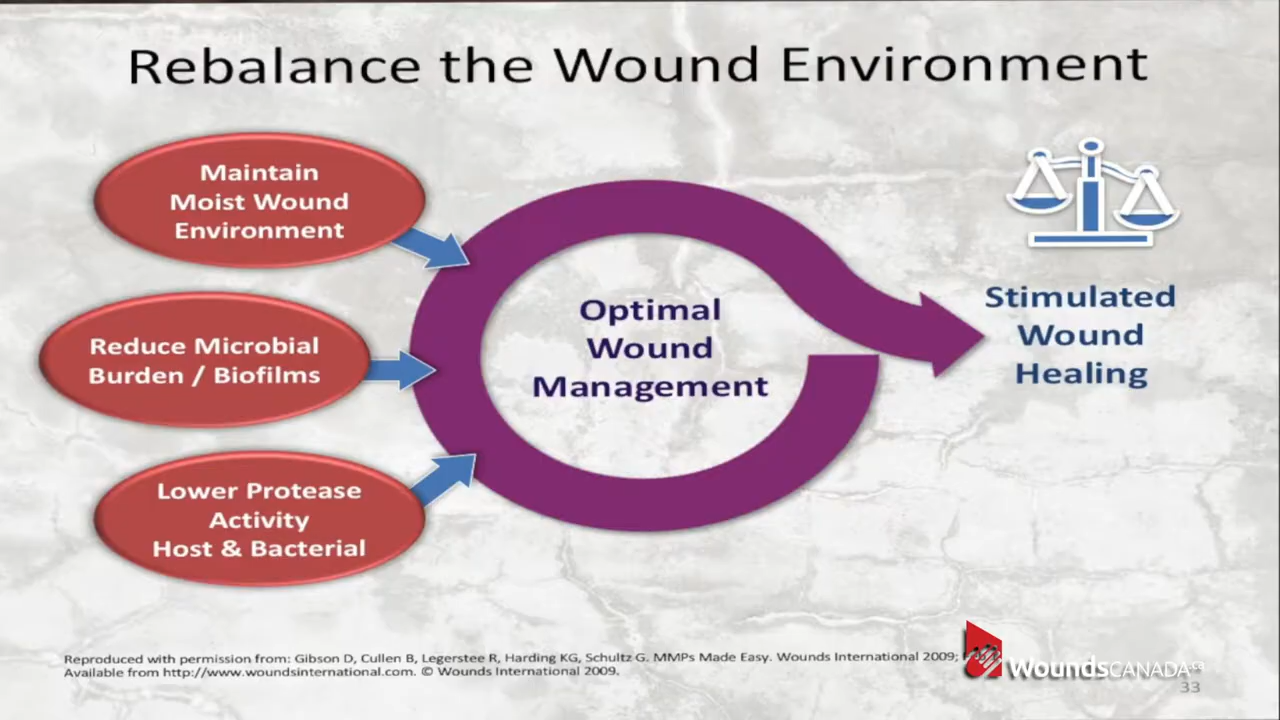 Rebalance the Wound Environment
Maintain
Moist Wound
Environment
Reduce Microbial
Burden / Biofilms
Lower Protease
Activity
Host & Bacterial
Optimal
Wound
Management
Stimulated
Wound
Healing
Reproduced with permission from: Gibson D, Cullen B, Legerstee R, Harding KG, Schultz G. MMPs Made Easy. Wounds International 2009;
Available from http://www.woundsinternational.com. © Wounds International 2009.
WoundsCANADA.ca
33